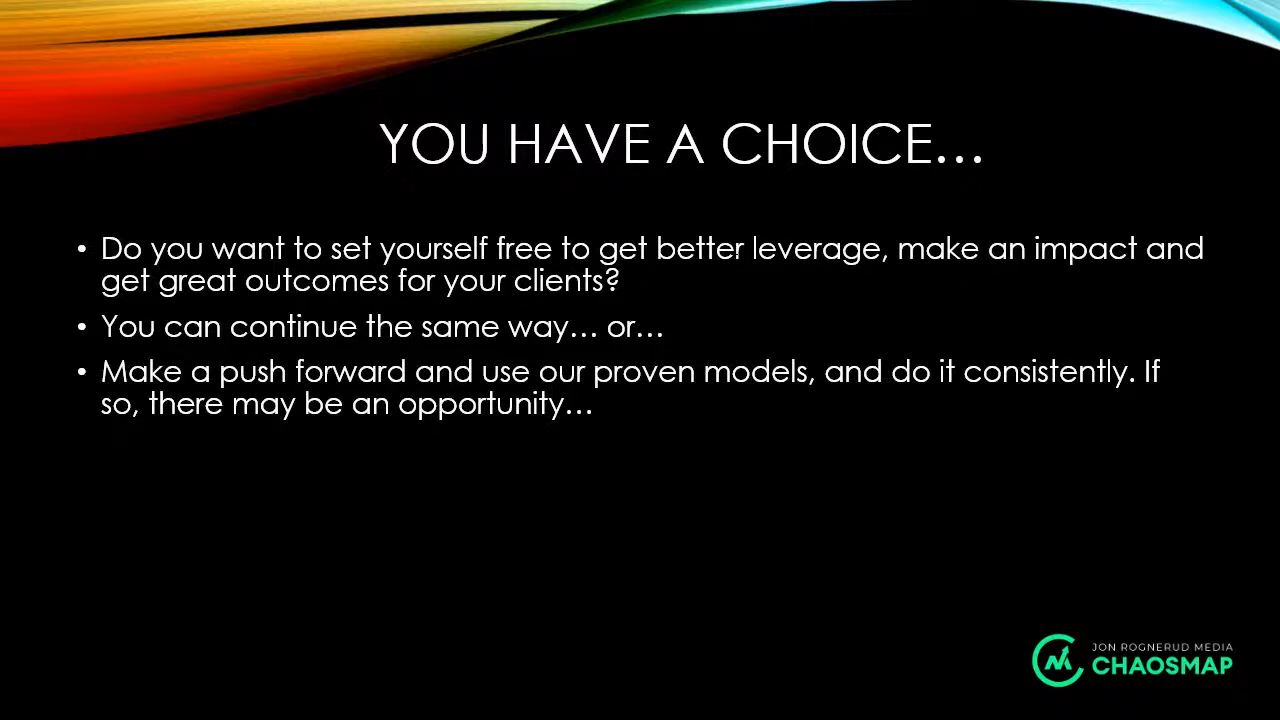 YOU HAVE A CHOICE...
• Do you want to set yourself free to get better leverage, make an impact and
get great outcomes for your clients?
• You can continue the same way... or...
• Make a push forward and use our proven models, and do it consistently. If
so, there may be an opportunity...
JON ROGNERUD MEDIA
CHAOSMAP